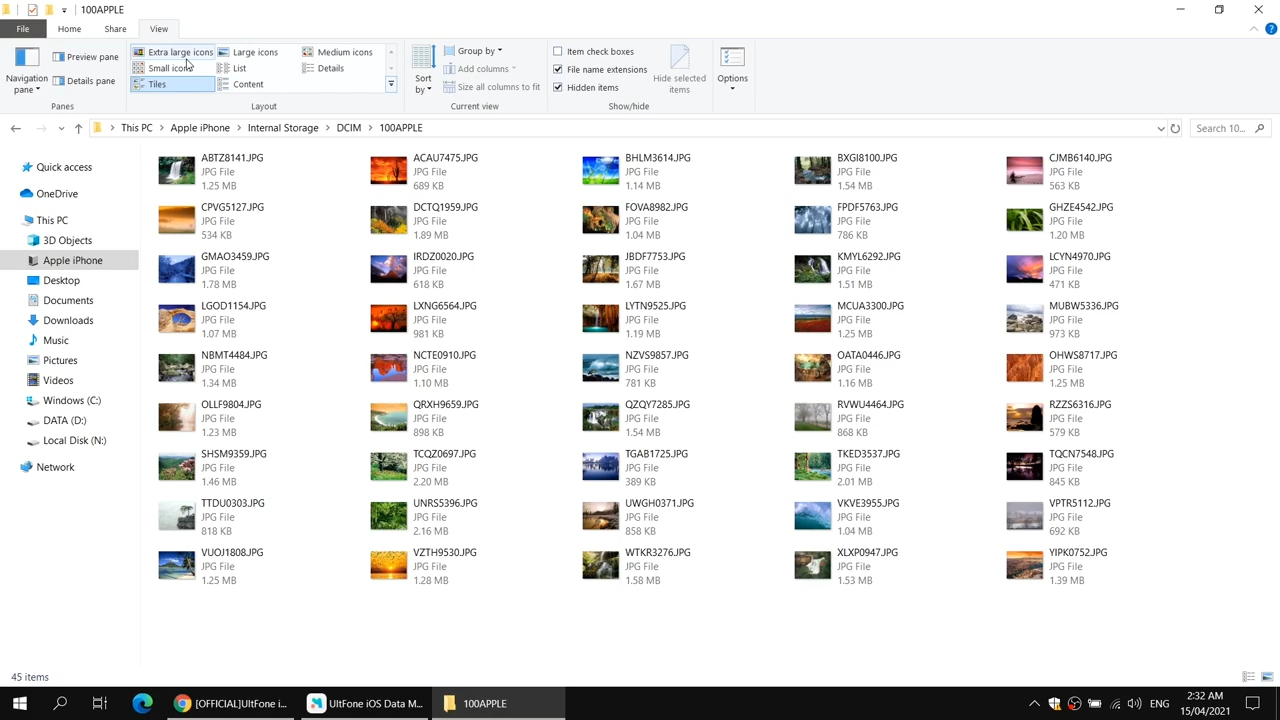 100APPLE
File Home Share View
Navigation pane
Preview pane
Details pane
Panes
Extra large icons Large icons Medium icons
Small icons List Details
Tiles Content
Layout
Sort by
Group by
Add columns
Size all columns to fit
Current view
Item check boxes
File name extensions
Hidden items
Hide selected items
Show/hide
Options
This PC Apple iPhone Internal Storage DCIM 100APPLE
Search 10...
Quick access
OneDrive
This PC
3D Objects
Apple iPhone
Desktop
Documents
Downloads
Music
Pictures
Videos
Windows (C:)
DATA (D:)
Local Disk (N:)
Network
ABTZ8141.JPG ACAU7475.JPG BHLM3614.JPG BXGI8100.JPG CJMB6140.JPG
JPG File JPG File JPG File JPG File JPG File
1.25 MB 689 KB 1.14 MB 1.54 MB 563 KB
CPVG5127.JPG DCTQ1959.JPG FOVA8982.JPG FPDF5763.JPG GHZE4542.JPG
JPG File JPG File JPG File JPG File JPG File
534 KB 1.89 MB 1.04 MB 786 KB 1.20 MB
GMAO3459.JPG IRDZ0020.JPG JBDF7753.JPG KMYL6292.JPG LCYN4970.JPG
JPG File JPG File JPG File JPG File JPG File
1.78 MB 618 KB 1.67 MB 1.51 MB 471 KB
LGOD1154.JPG LXNG6564.JPG LYTN9525.JPG MCUA3300.JPG MUBW5336.JPG
JPG File JPG File JPG File JPG File JPG File
1.07 MB 981 KB 1.19 MB 1.25 MB 973 KB
NBMT4484.JPG NCTE0910.JPG NZVS9857.JPG OATA0446.JPG OHWS8717.JPG
JPG File JPG File JPG File JPG File JPG File
1.34 MB 1.10 MB 781 KB 1.16 MB 1.25 MB
OLLF9804.JPG QRXH9659.JPG QZQY7285.JPG RVWU4464.JPG RZZS6316.JPG
JPG File JPG File JPG File JPG File JPG File
1.23 MB 898 KB 1.54 MB 868 KB 579 KB
SHSM9359.JPG TCQZ0697.JPG TGAB1725.JPG TKED3537.JPG TQCN7548.JPG
JPG File JPG File JPG File JPG File JPG File
1.46 MB 2.20 MB 389 KB 2.01 MB 845 KB
TTDU0303.JPG UNRS5396.JPG UWGH0371.JPG VKVE3955.JPG VPTR5112.JPG
JPG File JPG File JPG File JPG File JPG File
818 KB 2.16 MB 858 KB 1.04 MB 692 KB
VUOJ1808.JPG VZTH9530.JPG WTKR3276.JPG XLXP0947.JPG YIPK0752.JPG
JPG File JPG File JPG File JPG File JPG File
1.25 MB 1.28 MB 1.58 MB 1.53 MB 1.39 MB
45 items
[OFFICIAL]UltFone i... UltFone iOS Data M... 100APPLE
ENG
2:32 AM
15/04/2021